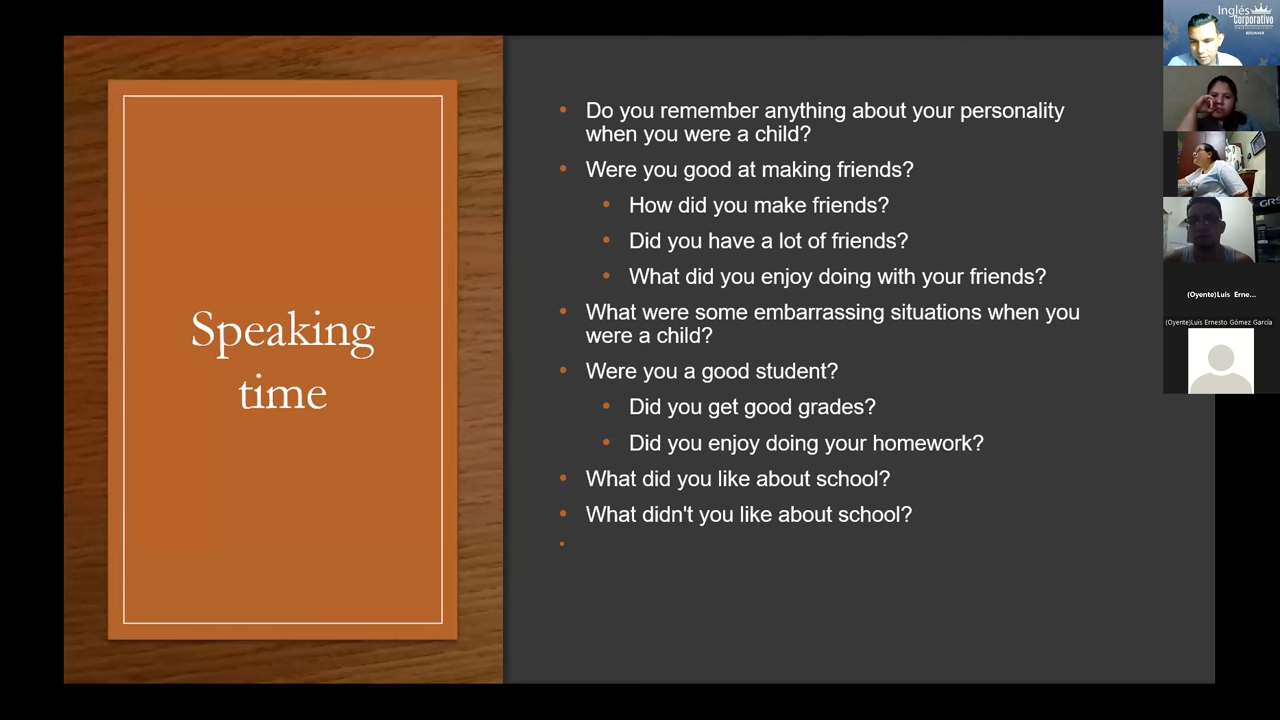 Speaking
time
Do you remember anything about your personality
when you were a child?
Were you good at making friends?
How did you make friends?
Did you have a lot of friends?
What did you enjoy doing with your friends?
What were some embarrassing situations when you
were a child?
Were you a good student?
Did you get good grades?
Did you enjoy doing your homework?
What did you like about school?
What didn't you like about school?
Inglés
Corporativo
(Oyente)Luis Erne...
(Oyente)Luis Ernesto Gómez García